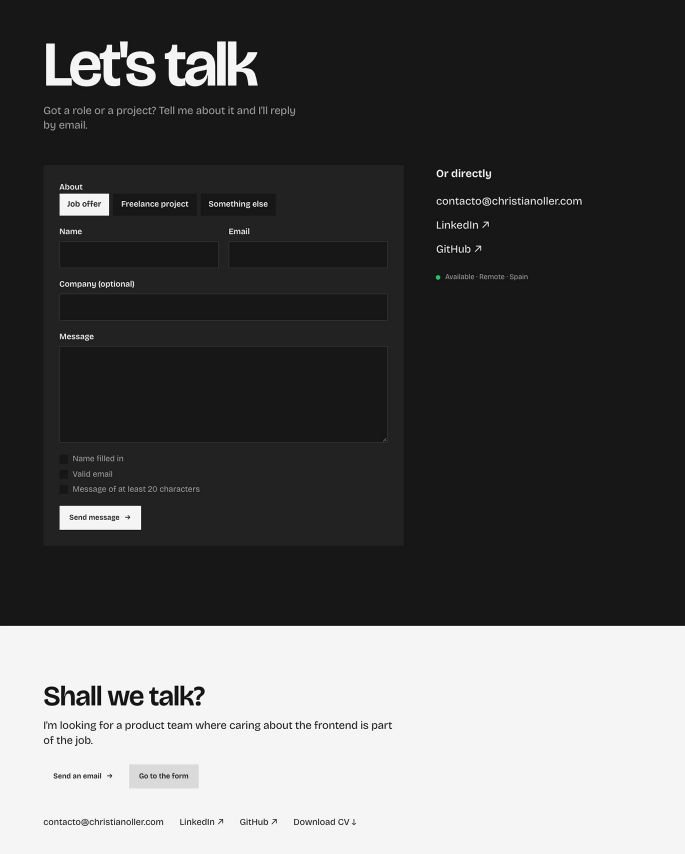 Let's talk
Got a role or a project? Tell me about it and I'll reply
by email.
About
Job offer
Freelance project
Something else
Name
Email
Company (optional)
Message
Name filled in
Valid email
Message of at least 20 characters
Send message →
Or directly
contacto@christianoller.com
LinkedIn ↗
GitHub ↗
Available · Remote · Spain
Shall we talk?
I'm looking for a product team where caring about the frontend is part
of the job.
Send an email →
Go to the form
contacto@christianoller.com LinkedIn ↗ GitHub ↗ Download CV ↓